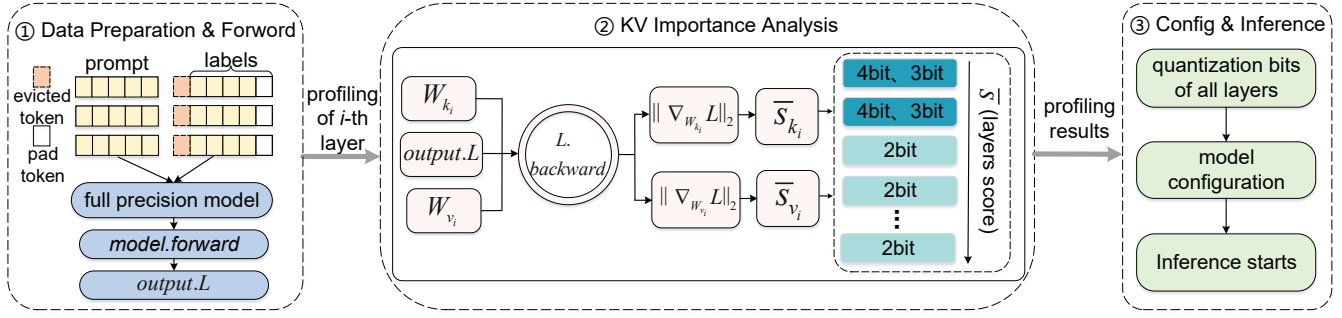 ① Data Preparation & Forword
prompt
labels
evicted
token
pad
token
full precision model
model.forward
output.L
profiling
of i-th
layer
② KV Importance Analysis
W_{k_i}
output.L
W_{v_i}
L.
backward
|| ∇_{W_{k_i}} L||_2
S̅_{k_i}
|| ∇_{W_{v_i}} L||_2
S̅_{v_i}
4bit、3bit
4bit、3bit
2bit
2bit
...
2bit
S̅ (layers score)
profiling
results
③ Config & Inference
quantization bits
of all layers
model
configuration
Inference starts